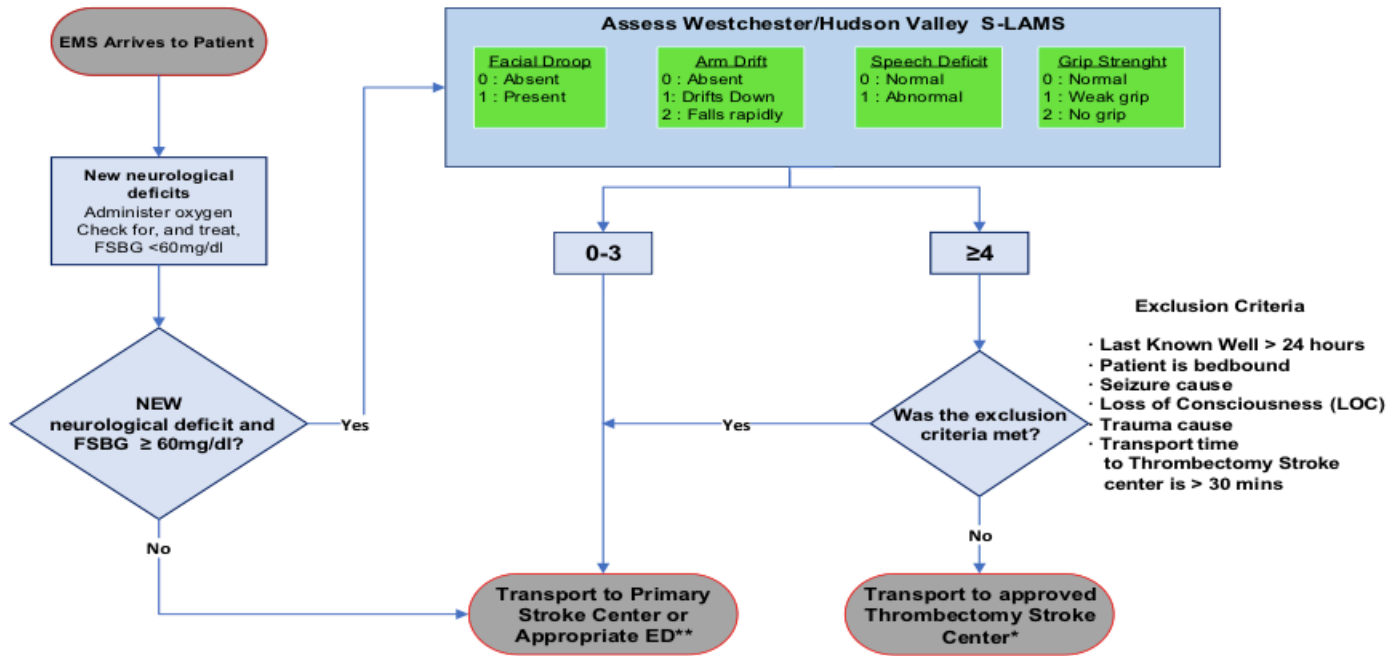 EMS Arrives to Patient
New neurological
deficits
Administer oxygen
Check for, and treat,
FSBG <60mg/dl
NEW
neurological deficit and
FSBG ≥ 60mg/dl?
Yes
No
Assess Westchester/Hudson Valley S-LAMS
Facial Droop
0 : Absent
1 : Present
Arm Drift
0 : Absent
1: Drifts Down
2 : Falls rapidly
Speech Deficit
0 : Normal
1 : Abnormal
Grip Strenght
0 : Normal
1 : Weak grip
2 : No grip
0-3
≥4
Exclusion Criteria
· Last Known Well > 24 hours
· Patient is bedbound
· Seizure cause
· Loss of Consciousness (LOC)
· Trauma cause
· Transport time
to Thrombectomy Stroke
center is > 30 mins
Was the exclusion
criteria met?
Yes
No
Transport to Primary
Stroke Center or
Appropriate ED**
Transport to approved
Thrombectomy Stroke
Center*